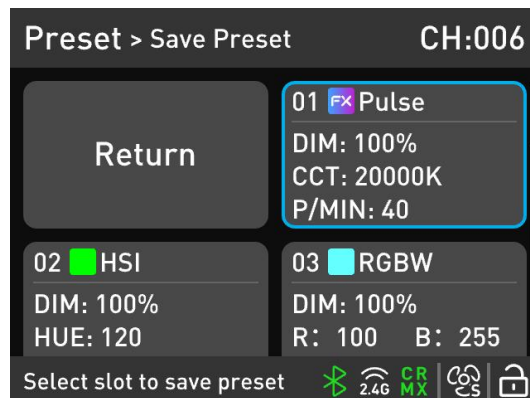 Preset > Save Preset CH:006
Return
01 FX Pulse
DIM: 100%
CCT: 20000K
P/MIN: 40
02 HSI
DIM: 100%
HUE: 120
03 RGBW
DIM: 100%
R: 100 B: 255
Select slot to save preset 2.4G CR MX S